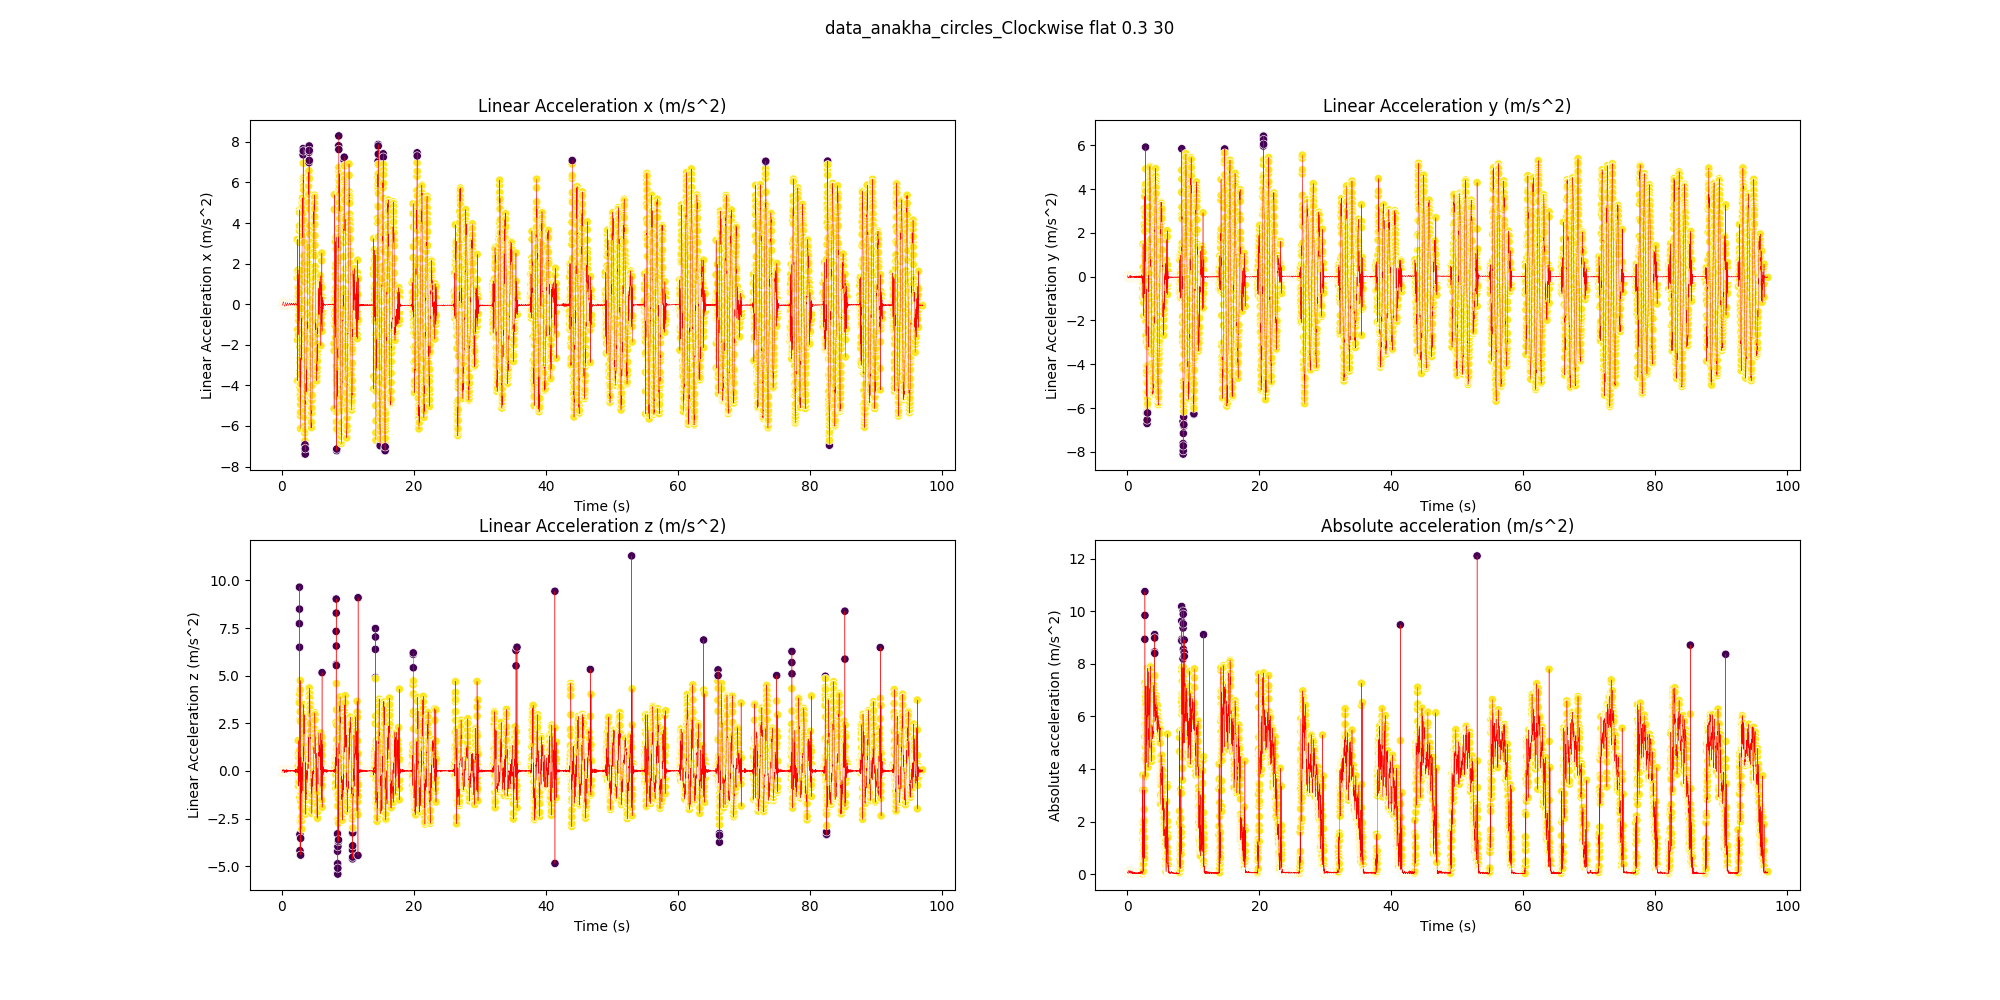 data_anakha_circles_Clockwise flat 0.3 30
Linear Acceleration x (m/s^2)
Linear Acceleration x (m/s^2)
8
6
4
2
0
−2
−4
−6
−8
0 20 40 60 80 100
Time (s)
Linear Acceleration y (m/s^2)
Linear Acceleration y (m/s^2)
6
4
2
0
−2
−4
−6
−8
0 20 40 60 80 100
Time (s)
Linear Acceleration z (m/s^2)
Linear Acceleration z (m/s^2)
10.0
7.5
5.0
2.5
0.0
−2.5
−5.0
0 20 40 60 80 100
Time (s)
Absolute acceleration (m/s^2)
Absolute acceleration (m/s^2)
12
10
8
6
4
2
0
0 20 40 60 80 100
Time (s)